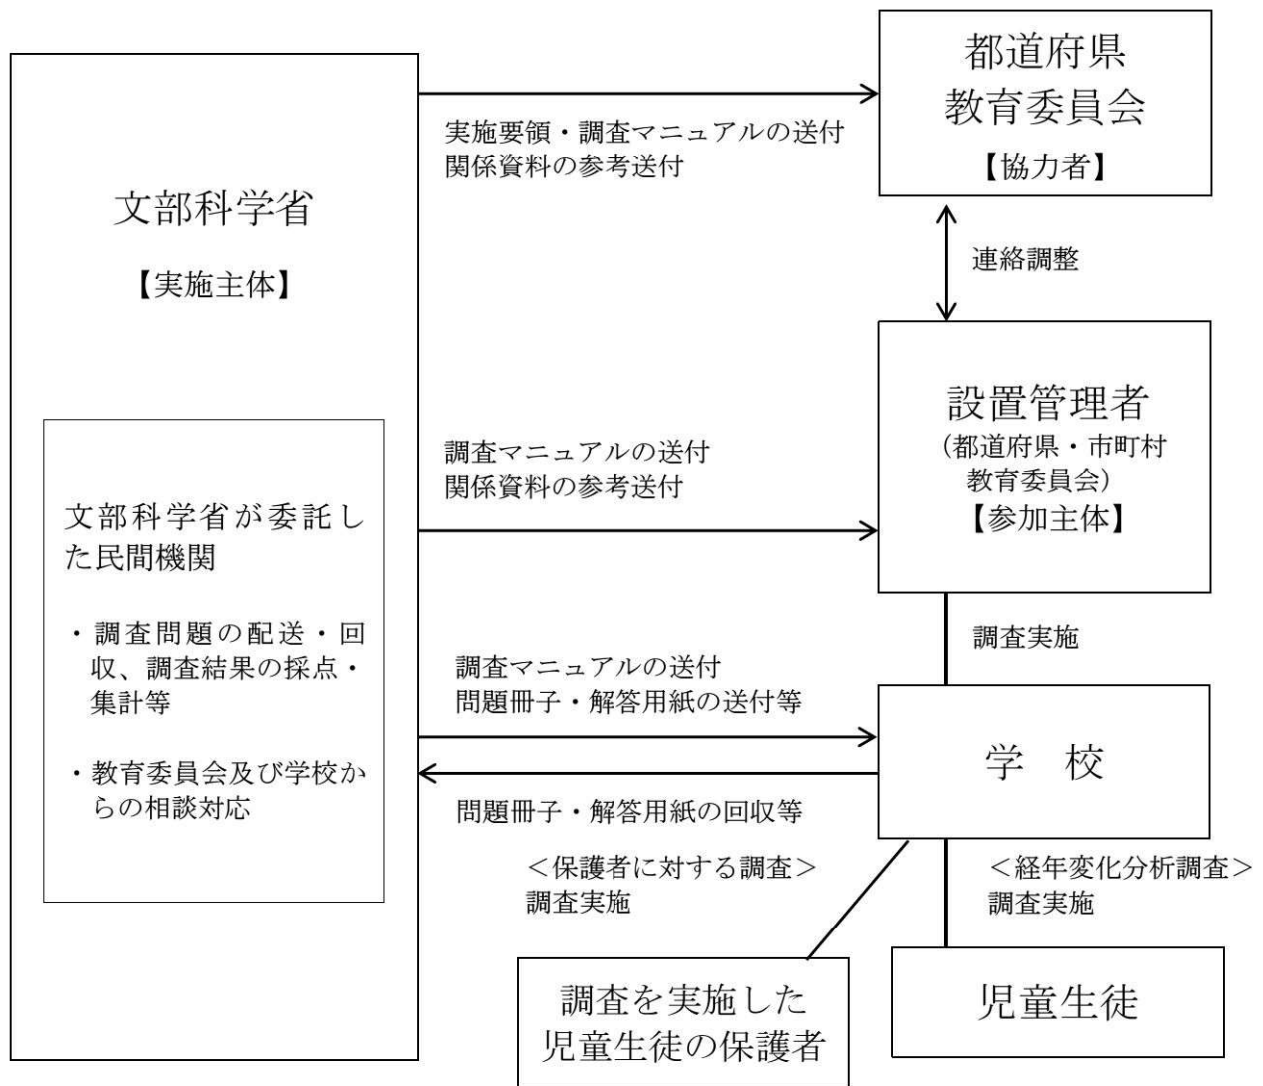 都道府県
教育委員会
【協力者】
実施要領・調査マニュアルの送付
関係資料の参考送付
文部科学省
【実施主体】
連絡調整
設置管理者
(都道府県・市町村
教育委員会)
【参加主体】
調査マニュアルの送付
関係資料の参考送付
文部科学省が委託し
た民間機関
・調査問題の配送・回
収、調査結果の採点・
集計等
・教育委員会及び学校か
らの相談対応
調査実施
調査マニュアルの送付
問題冊子・解答用紙の送付等
学 校
問題冊子・解答用紙の回収等
＜保護者に対する調査＞
調査実施
＜経年変化分析調査＞
調査実施
調査を実施した
児童生徒の保護者
児童生徒